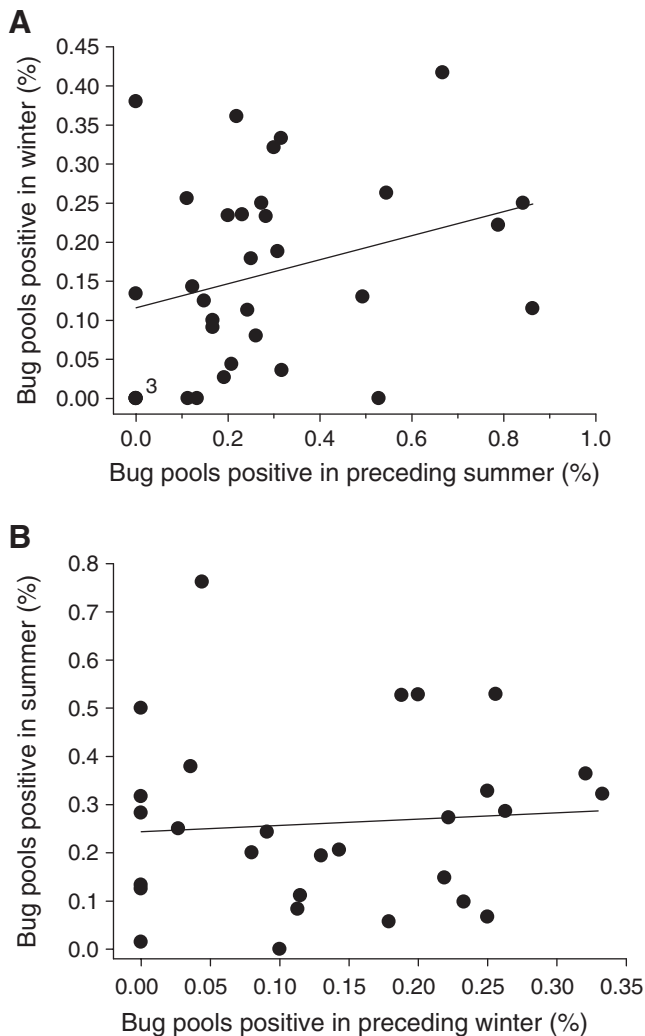 A
Bug pools positive in winter (%)
0.45
0.40
0.35
0.30
0.25
0.20
0.15
0.10
0.05
0.00
3
0.0 0.2 0.4 0.6 0.8 1.0
Bug pools positive in preceding summer (%)
B
Bug pools positive in summer (%)
0.8
0.7
0.6
0.5
0.4
0.3
0.2
0.1
0.0
0.00 0.05 0.10 0.15 0.20 0.25 0.30 0.35
Bug pools positive in preceding winter (%)